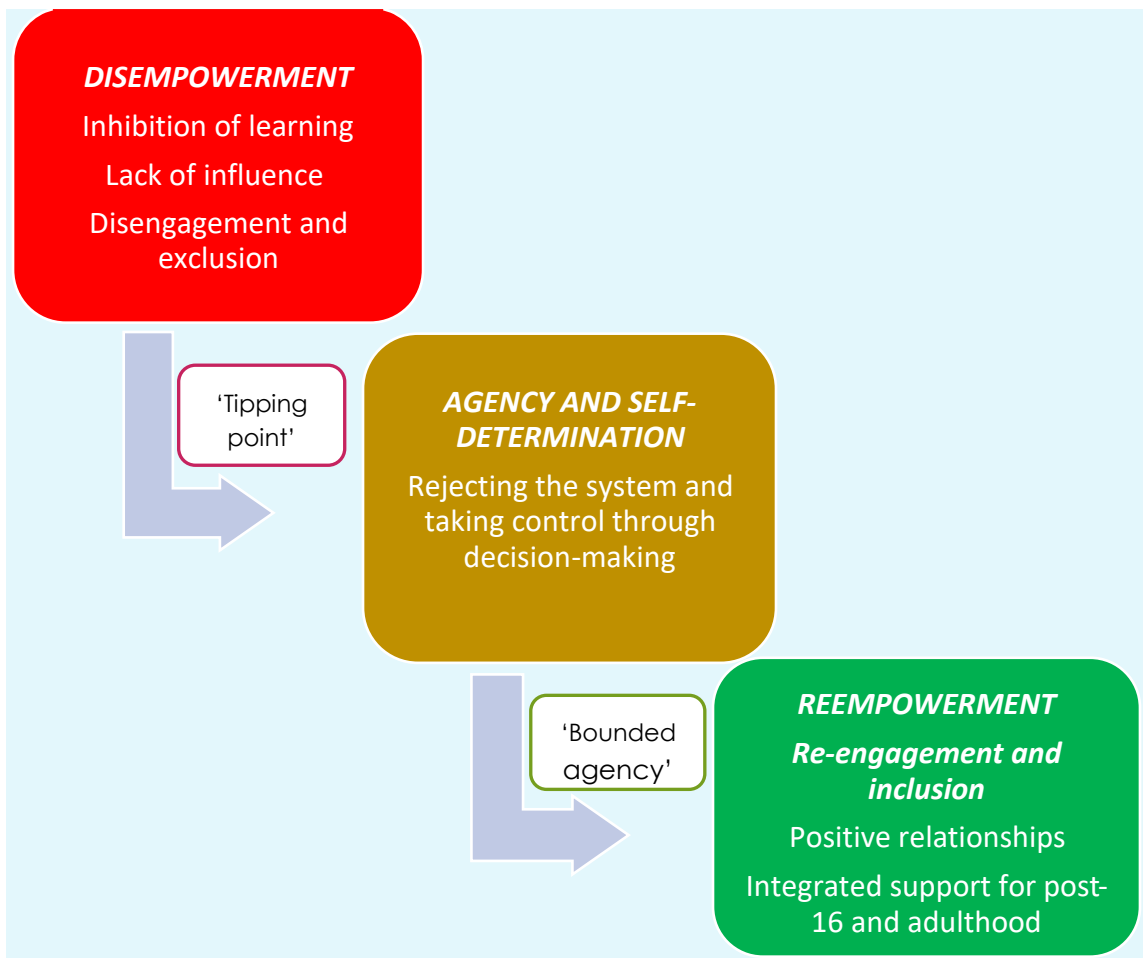 DISEMPOWERMENT
Inhibition of learning
Lack of influence
Disengagement and
exclusion
‘Tipping
point’
AGENCY AND SELF-
DETERMINATION
Rejecting the system and
taking control through
decision-making
‘Bounded
agency’
REEMPOWERMENT
Re-engagement and
inclusion
Positive relationships
Integrated support for post-
16 and adulthood